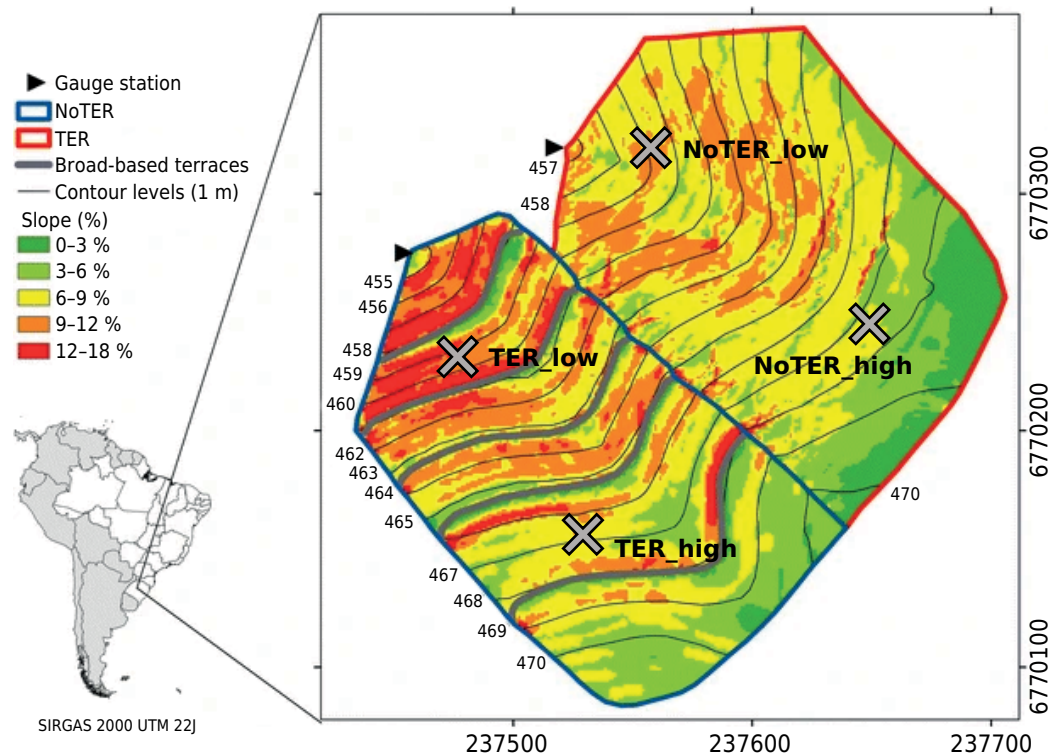 Gauge station
NoTER
TER
Broad-based terraces
Contour levels (1 m)
Slope (%)
0–3 %
3–6 %
6–9 %
9–12 %
12–18 %
SIRGAS 2000 UTM 22J
457
458
NoTER_low
455
456
458
459
460
462
463
464
465
467
468
469
470
TER_low
NoTER_high
TER_high
470
6770300
6770200
6770100
237500
237600
237700